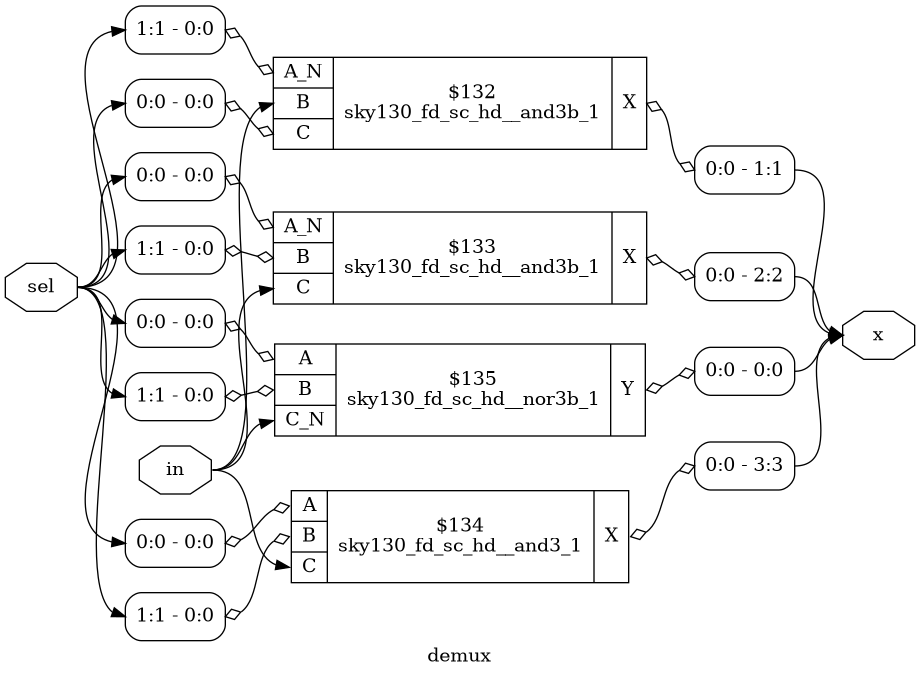 sel
in
1:1 - 0:0
0:0 - 0:0
0:0 - 0:0
1:1 - 0:0
0:0 - 0:0
1:1 - 0:0
0:0 - 0:0
1:1 - 0:0
A_N
B
C
$132
sky130_fd_sc_hd__and3b_1
X
A_N
B
C
$133
sky130_fd_sc_hd__and3b_1
X
A
B
C_N
$135
sky130_fd_sc_hd__nor3b_1
Y
A
B
C
$134
sky130_fd_sc_hd__and3_1
X
0:0 - 1:1
0:0 - 2:2
0:0 - 0:0
0:0 - 3:3
x
demux